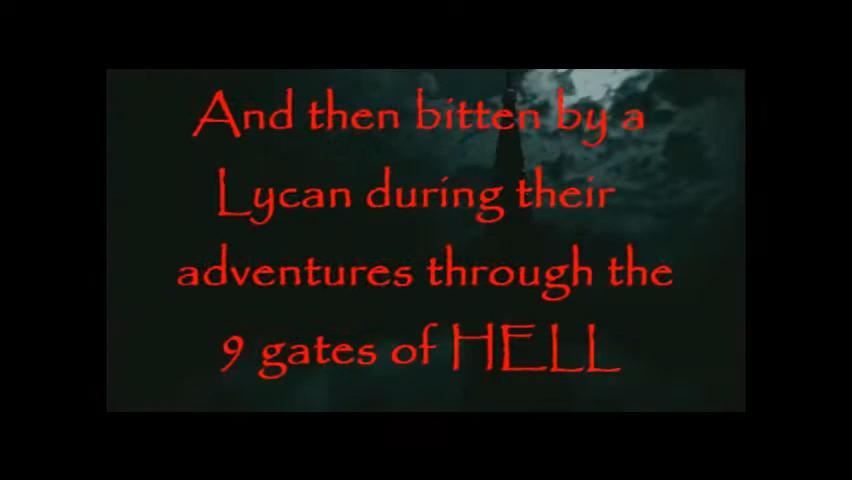 And then bitten by a
Lycan during their
adventures through the
9 gates of HELL